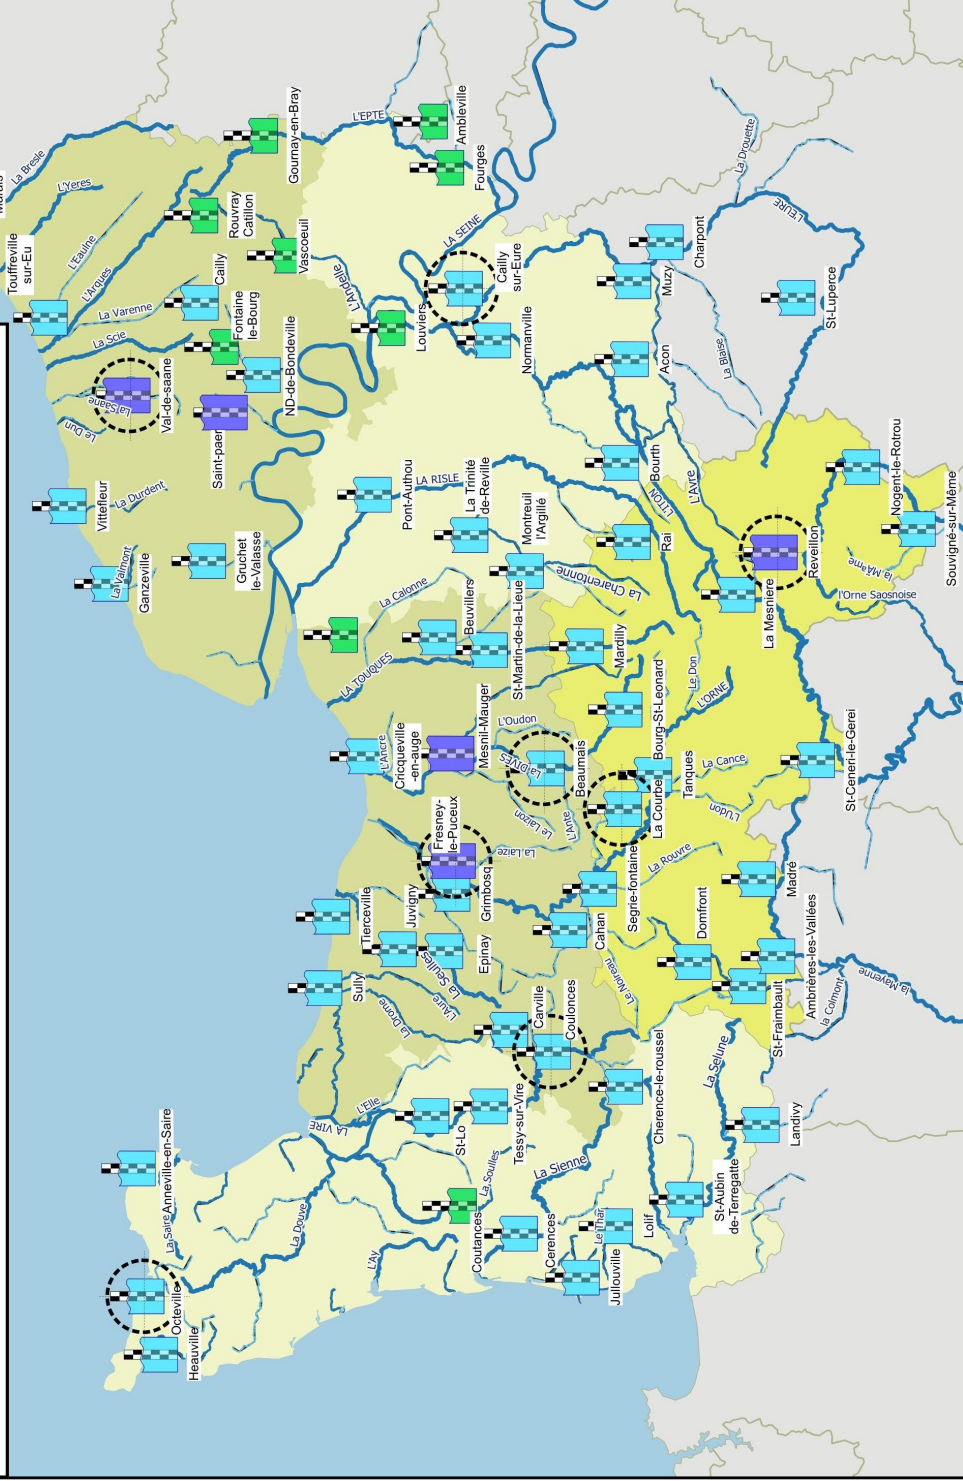 La Bresle
L'Yeres
Touffreville
sur-Eu
L'Eaulne
L'Arques
La Varenne
La Scie
Cailly
Rouvray
Catillon
Gournay-en-Bray
L'EPTE
Ambleville
Fourges
Vascoeuil
L'Andelle
LA SEINE
Fontaine
le-Bourg
ND-de-Bondeville
Louviers
Cailly
sur-Eure
Normanville
Val-de-saane
La Saane
Le Dun
Saint-paer
Vittefleur
La Durdent
La Valmont
Ganzeville
Gruchet
le-Valasse
Pont-Authou
LA RISLE
La Trinité
de-Reville
Montreuil
l'Argillé
La Charentonne
La Calonne
Beuvilliers
St-Martin-de-la-Lieue
LA TOUQUES
Muzy
Charpont
La Drouette
L'EURE
St-Luperce
La Blaise
Acon
Bourth
L'ITON
L'Avre
Rai
Reveillon
Nogent-le-Rotrou
Souvigné-sur-Même
la MÃªme
l'Orne Saosnoise
La Mesniere
Mardilly
Le Don
L'ORNE
Bourg-St-Leonard
Tanques
La Cance
St-Ceneri-le-Gerei
L'Udon
La Courbe
Mesnil-Mauger
L'Oudon
Cricqueville
-en-auge
L'Ancre
La DIVES
Beaumais
Le Laizon
L'Ante
La Laize
Fresney-
le-Puceux
Grimbosq
Juvigny
Tierceville
Epinay
La Seulles
Segrie-fontaine
La Rouvre
Cahan
Le Noireau
Domfront
Madré
Ambrières-les-Vallées
la Mayenne
la Colmont
St-Fraimbault
Sully
L'Aure
La Drome
Carville
Coulonces
L'Elle
LA VIRE
St-Lo
Tessy-sur-Vire
Cherence-le-roussel
La Selune
Landivy
La Soulles
La Sienne
Coutances
Cerences
Le Thar
Lolif
St-Aubin
de-Terregatte
Jullouville
L'Ay
La Douve
Anneville-en-Saire
La Saire
Octeville
Heauville